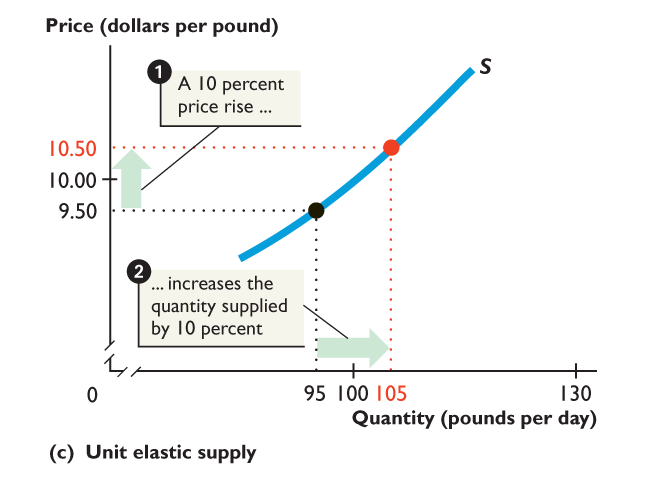 Price (dollars per pound)
S
1
A 10 percent
price rise ...
10.50
10.00
9.50
2
... increases the
quantity supplied
by 10 percent
0
95 100 105 130
Quantity (pounds per day)
(c) Unit elastic supply